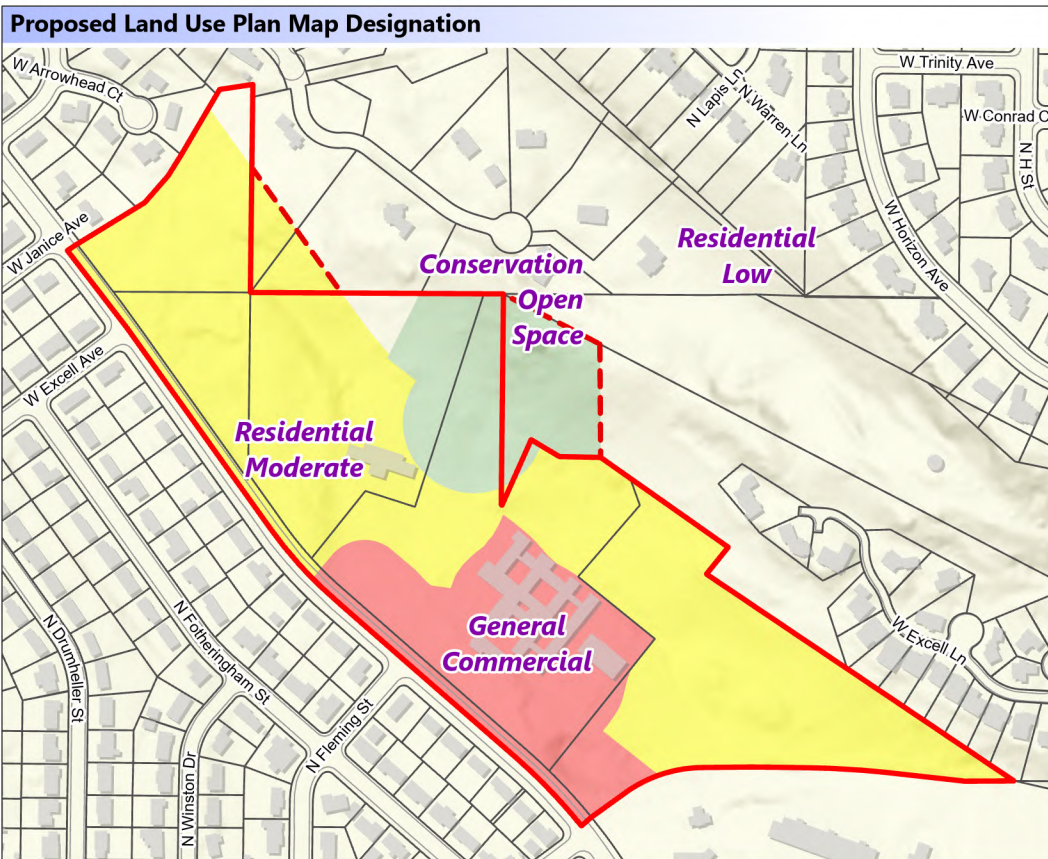 Proposed Land Use Plan Map Designation
W Arrowhead Ct
W Trinity Ave
N Lapis Ln
N Warren Ln
W Conrad C
N H St
W Janice Ave
W Horizon Ave
Residential
Low
Conservation
Open
Space
W Excell Ave
Residential
Moderate
General
Commercial
N Drumheller St
N Fotheringham St
W Excell Ln
N Fleming St
N Winston Dr